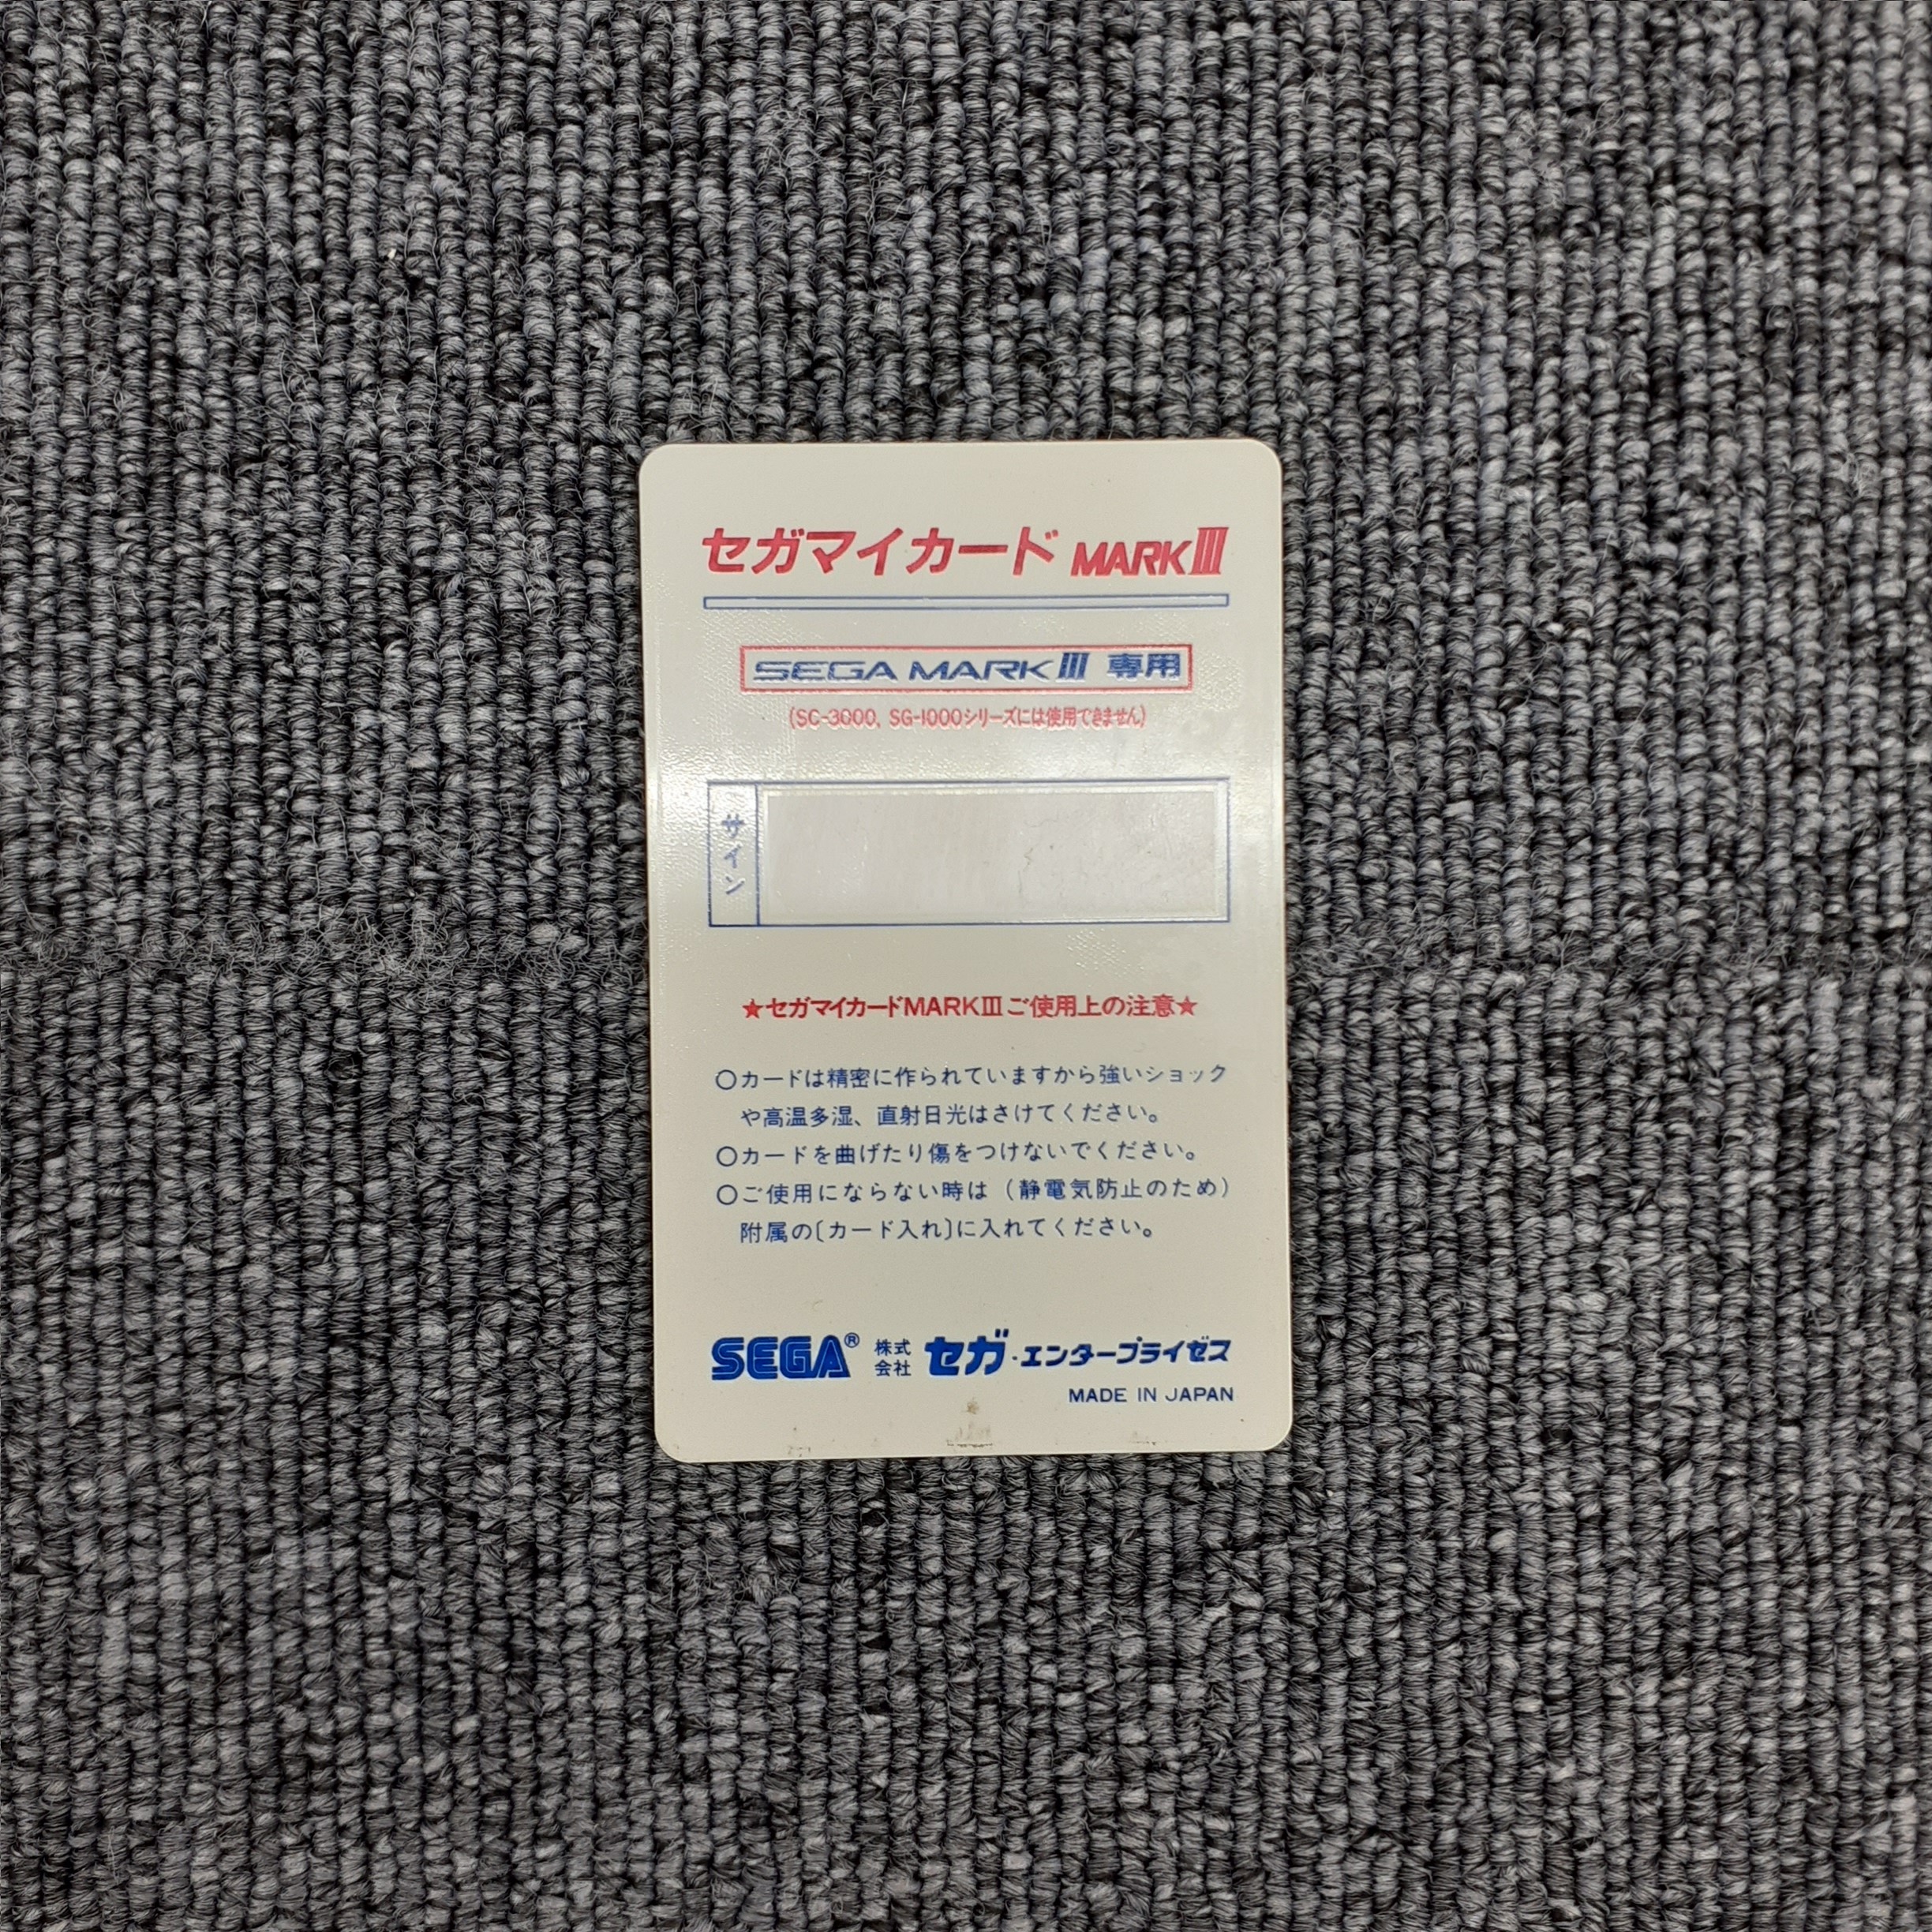 セガマイカード MARKⅢ
SEGA MARKⅢ 専用
(SC-3000, SG-1000シリーズには使用できません)
サイン
★セガマイカードMARKⅢご使用上の注意★
○カードは精密に作られていますから強いショック
や高温多湿、直射日光はさけてください。
○カードを曲げたり傷をつけないでください。
○ご使用にならない時は(静電気防止のため)
附属の〔カード入れ〕に入れてください。
SEGA® 株式会社 セガ・エンタープライゼス
MADE IN JAPAN